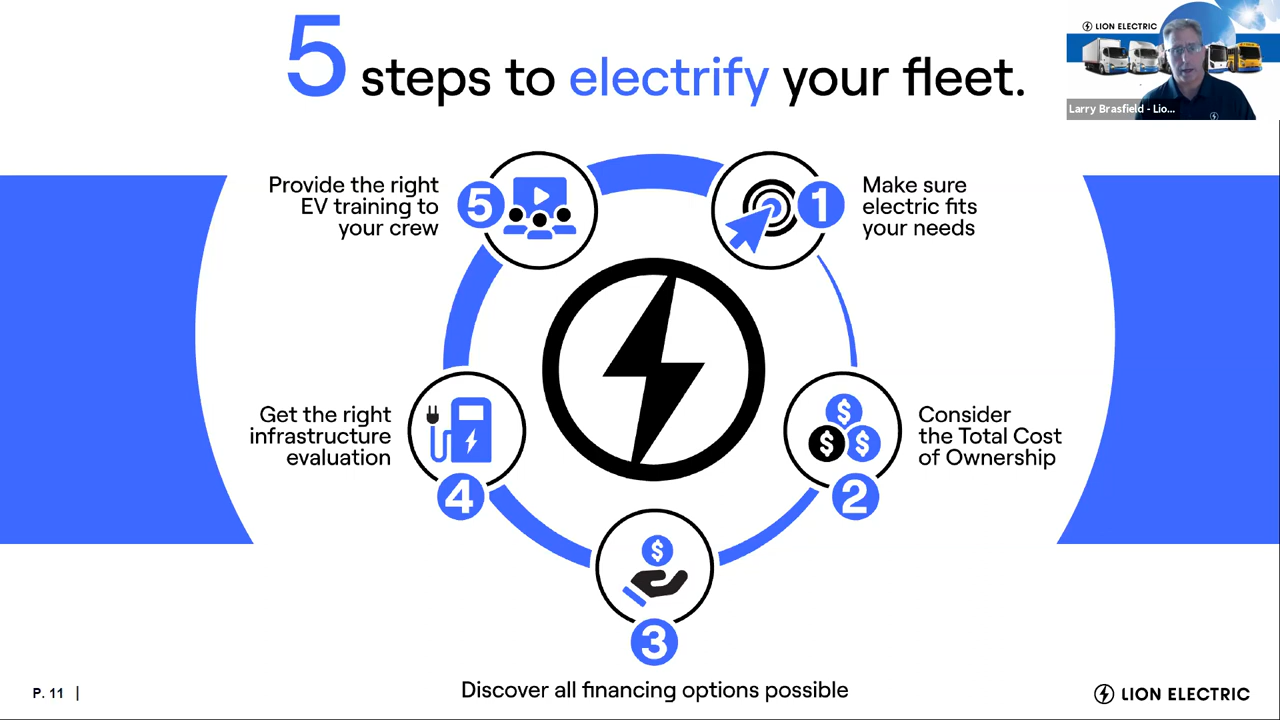 5 steps to electrify your fleet.
LION ELECTRIC
Larry Brasfield - Lio...
1
Make sure
electric fits
your needs
2
Consider
the Total Cost
of Ownership
3
Discover all financing options possible
4
Get the right
infrastructure
evaluation
5
Provide the right
EV training to
your crew
$
$
$
$
P. 11 |
LION ELECTRIC